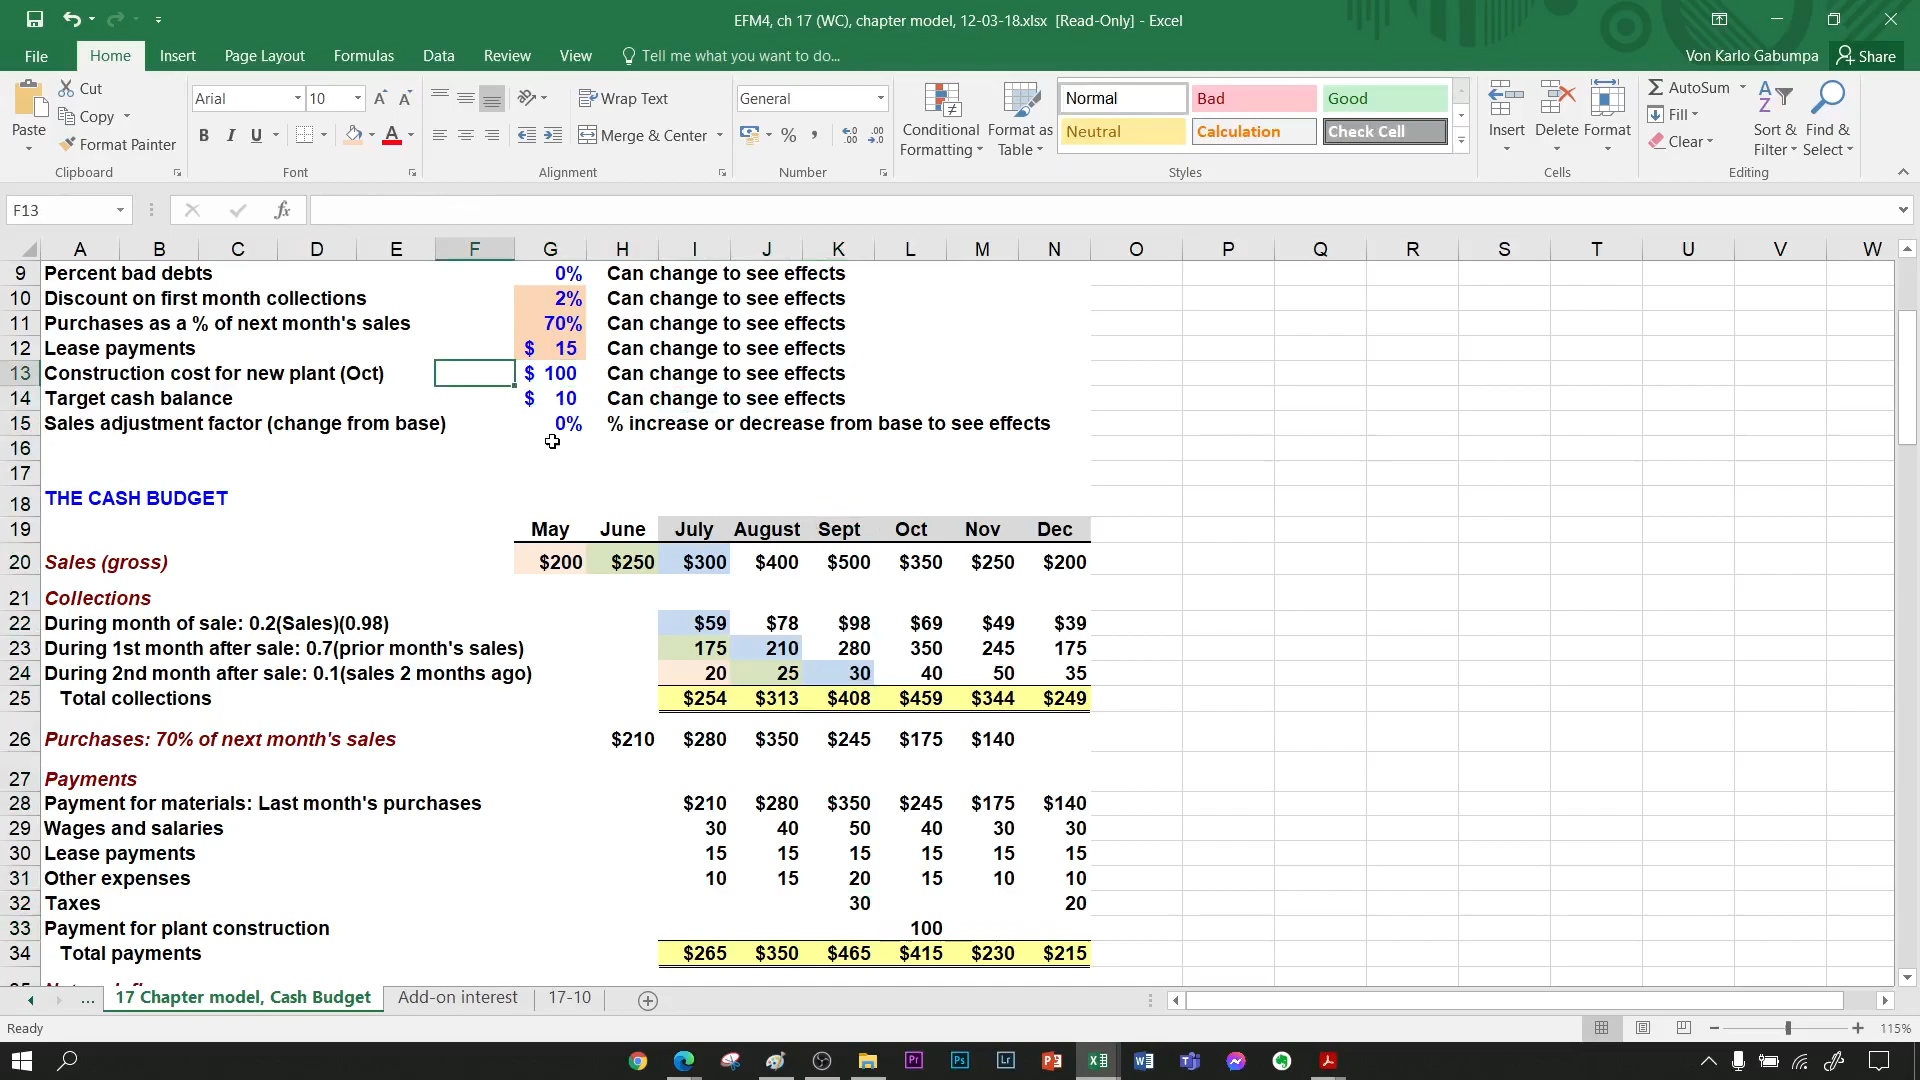 EFM4, ch 17 (WC), chapter model, 12-03-18.xlsx  [Read-Only] - Excel
File Home Insert Page Layout Formulas Data Review View Tell me what you want to do... Von Karlo Gabumpa Share
Paste Cut Copy Format Painter Clipboard
Arial 10 B I U A A A Font
Wrap Text Merge & Center Alignment
General % , Number
Conditional Formatting Format as Table
Normal Bad Good
Neutral Calculation Check Cell
Styles
Insert Delete Format Cells
AutoSum Fill Clear Sort & Filter Find & Select Editing
F13 fx
A B C D E F G H I J K L M N O P Q R S T U V W
9 Percent bad debts 0% Can change to see effects
10 Discount on first month collections 2% Can change to see effects
11 Purchases as a % of next month's sales 70% Can change to see effects
12 Lease payments $ 15 Can change to see effects
13 Construction cost for new plant (Oct) $ 100 Can change to see effects
14 Target cash balance $ 10 Can change to see effects
15 Sales adjustment factor (change from base) 0% % increase or decrease from base to see effects
16
17
18 THE CASH BUDGET
19 May June July August Sept Oct Nov Dec
20 Sales (gross) $200 $250 $300 $400 $500 $350 $250 $200
21 Collections
22 During month of sale: 0.2(Sales)(0.98) $59 $78 $98 $69 $49 $39
23 During 1st month after sale: 0.7(prior month's sales) 175 210 280 350 245 175
24 During 2nd month after sale: 0.1(sales 2 months ago) 20 25 30 40 50 35
25 Total collections $254 $313 $408 $459 $344 $249
26 Purchases: 70% of next month's sales $210 $280 $350 $245 $175 $140
27 Payments
28 Payment for materials: Last month's purchases $210 $280 $350 $245 $175 $140
29 Wages and salaries 30 40 50 40 30 30
30 Lease payments 15 15 15 15 15 15
31 Other expenses 10 15 20 15 10 10
32 Taxes 30 20
33 Payment for plant construction 100
34 Total payments $265 $350 $465 $415 $230 $215
... 17 Chapter model, Cash Budget Add-on interest 17-10
Ready 115%
Pr Ps Lr